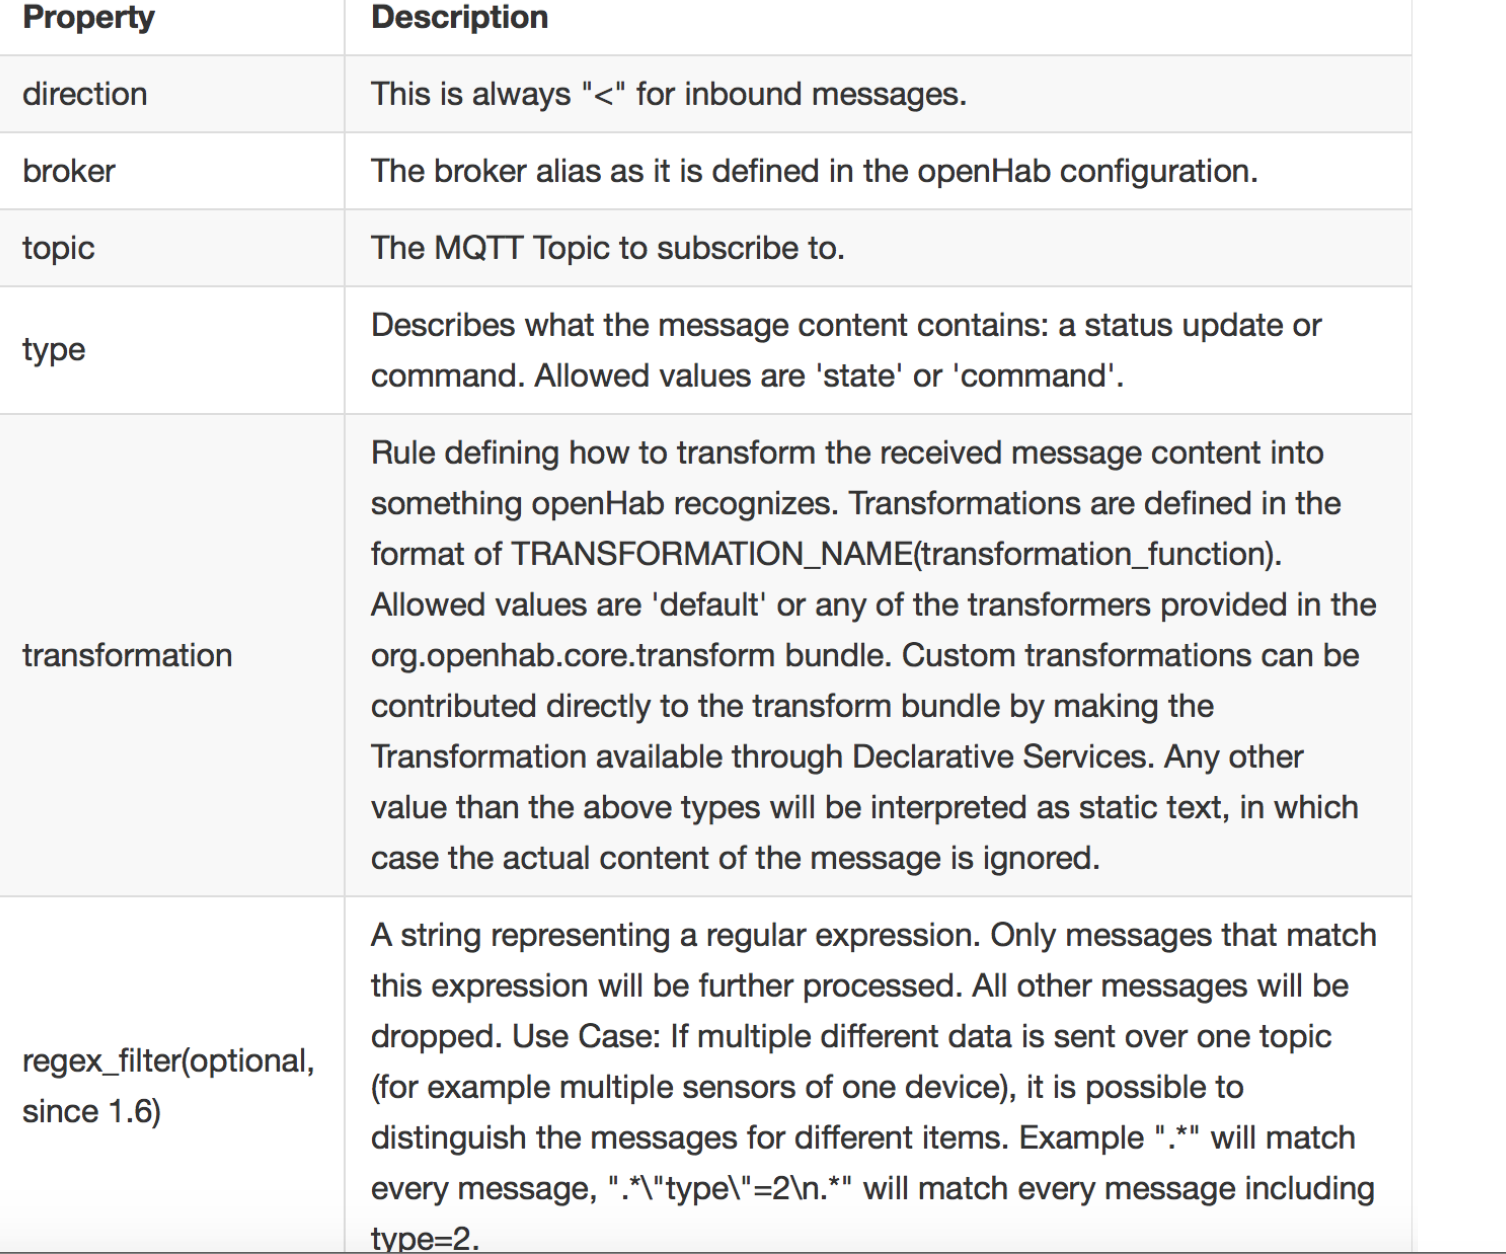 Property Description
direction This is always "<" for inbound messages.
broker The broker alias as it is defined in the openHab configuration.
topic The MQTT Topic to subscribe to.
type
Describes what the message content contains: a status update or
command. Allowed values are 'state' or 'command'.
transformation
Rule defining how to transform the received message content into
something openHab recognizes. Transformations are defined in the
format of TRANSFORMATION_NAME(transformation_function).
Allowed values are 'default' or any of the transformers provided in the
org.openhab.core.transform bundle. Custom transformations can be
contributed directly to the transform bundle by making the
Transformation available through Declarative Services. Any other
value than the above types will be interpreted as static text, in which
case the actual content of the message is ignored.
regex_filter(optional,
since 1.6)
A string representing a regular expression. Only messages that match
this expression will be further processed. All other messages will be
dropped. Use Case: If multiple different data is sent over one topic
(for example multiple sensors of one device), it is possible to
distinguish the messages for different items. Example ".*" will match
every message, ".*\"type\"=2\n.*" will match every message including
type=2.